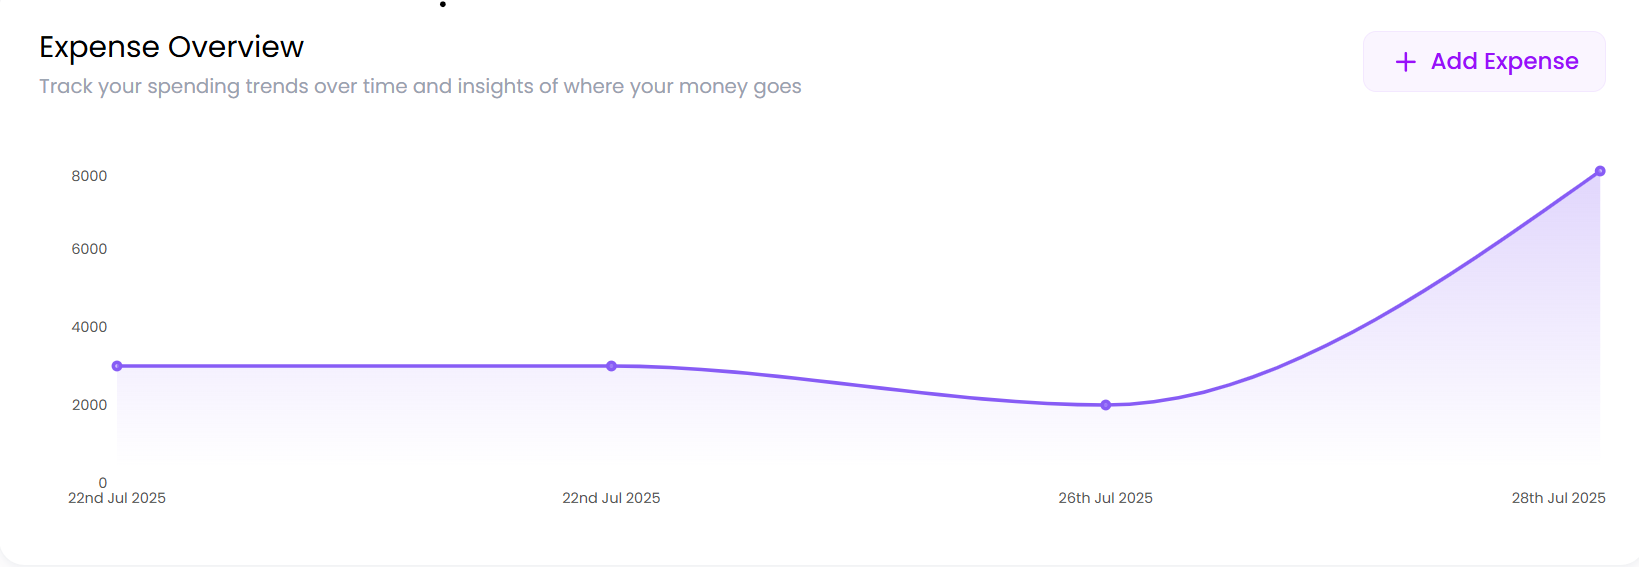 Expense Overview
Track your spending trends over time and insights of where your money goes
+ Add Expense
8000
6000
4000
2000
0
22nd Jul 2025
22nd Jul 2025
26th Jul 2025
28th Jul 2025